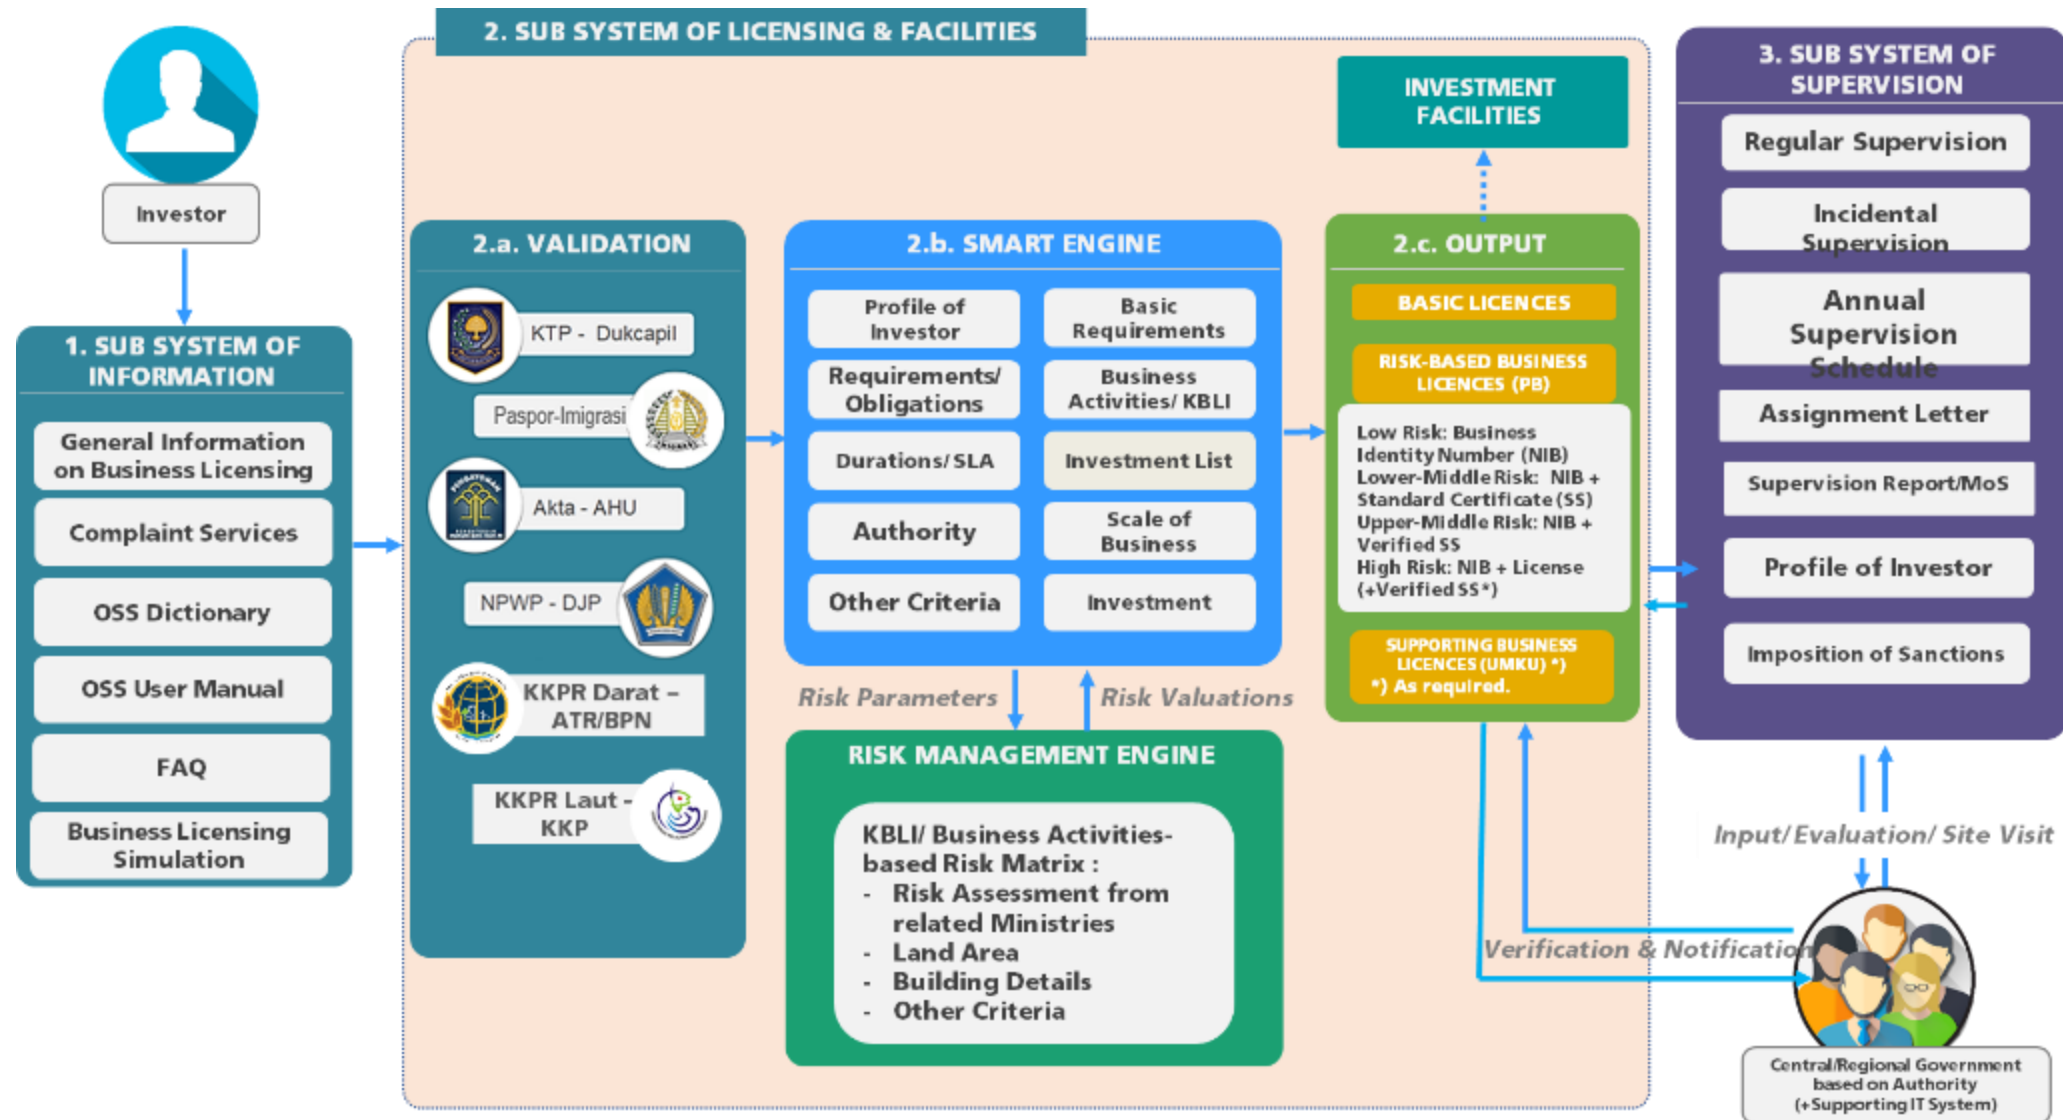 2. SUB SYSTEM OF LICENSING & FACILITIES
Investor
1. SUB SYSTEM OF
INFORMATION
General Information
on Business Licensing
Complaint Services
OSS Dictionary
OSS User Manual
FAQ
Business Licensing
Simulation
2.a. VALIDATION
KTP - Dukcapil
Paspor-Imigrasi
Akta - AHU
NPWP - DJP
KKPR Darat –
ATR/BPN
KKPR Laut -
KKP
2.b. SMART ENGINE
Profile of
Investor
Basic
Requirements
Requirements/
Obligations
Business
Activities/ KBLI
Durations/ SLA
Investment List
Authority
Scale of
Business
Other Criteria
Investment
Risk Parameters
Risk Valuations
RISK MANAGEMENT ENGINE
KBLI/ Business Activities-
based Risk Matrix :
- Risk Assessment from
related Ministries
- Land Area
- Building Details
- Other Criteria
INVESTMENT
FACILITIES
2.c. OUTPUT
BASIC LICENCES
RISK-BASED BUSINESS
LICENCES (PB)
Low Risk: Business
Identity Number (NIB)
Lower-Middle Risk: NIB +
Standard Certificate (SS)
Upper-Middle Risk: NIB +
Verified SS
High Risk: NIB + License
(+Verified SS*)
SUPPORTING BUSINESS
LICENCES (UMKU) *)
*) As required.
Verification & Notification
3. SUB SYSTEM OF
SUPERVISION
Regular Supervision
Incidental
Supervision
Annual
Supervision
Schedule
Assignment Letter
Supervision Report/MoS
Profile of Investor
Imposition of Sanctions
Input/ Evaluation/ Site Visit
Central/Regional Government
based on Authority
(+Supporting IT System)